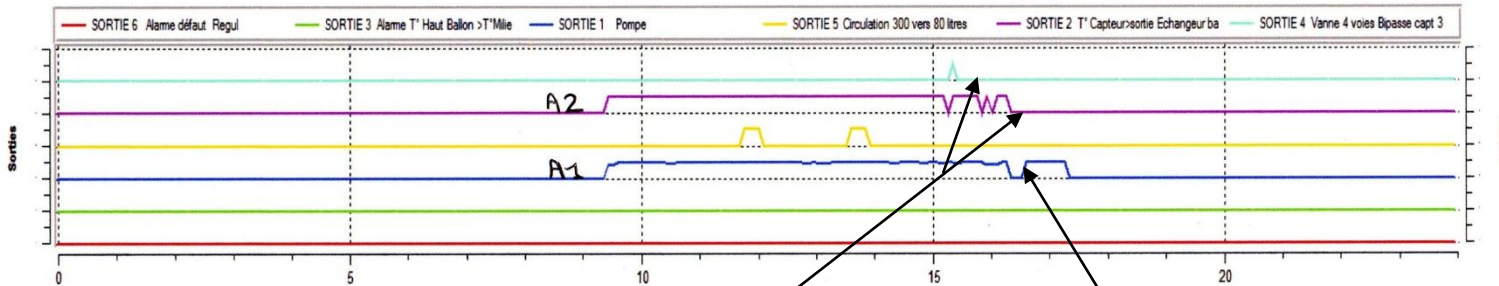 SORTIE 6 Alarme défaut Regul SORTIE 3 Alarme T° Haut Ballon >T°Milie SORTIE 1 Pompe SORTIE 5 Circulation 300 vers 80 litres SORTIE 2 T° Capteur>sortie Echangeur ba SORTIE 4 Vanne 4 voies Bipasse capt 3
Sorties
A2
A1
0 5 10 15 20